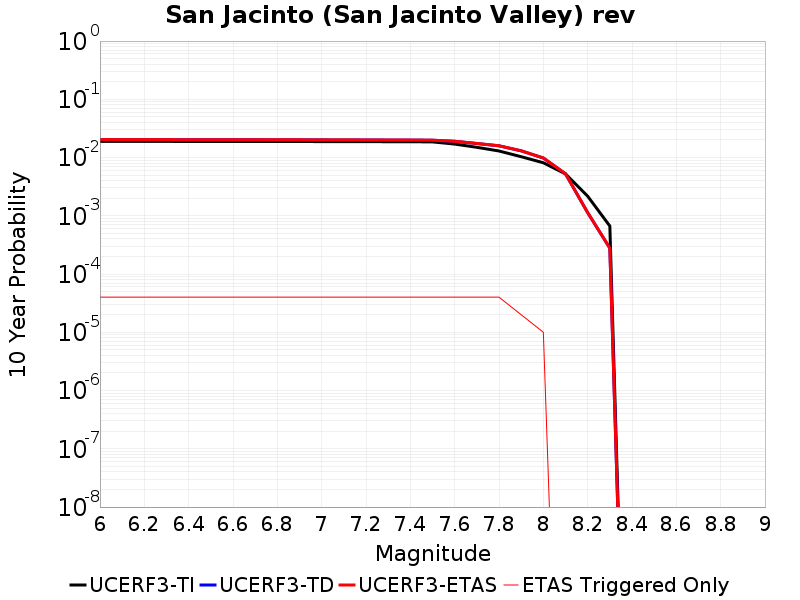 San Jacinto (San Jacinto Valley) rev
10^0
10^-1
10^-2
10^-3
10^-4
10^-5
10^-6
10^-7
10^-8
10 Year Probability
6 6.2 6.4 6.6 6.8 7 7.2 7.4 7.6 7.8 8 8.2 8.4 8.6 8.8 9
Magnitude
UCERF3-TI UCERF3-TD UCERF3-ETAS ETAS Triggered Only